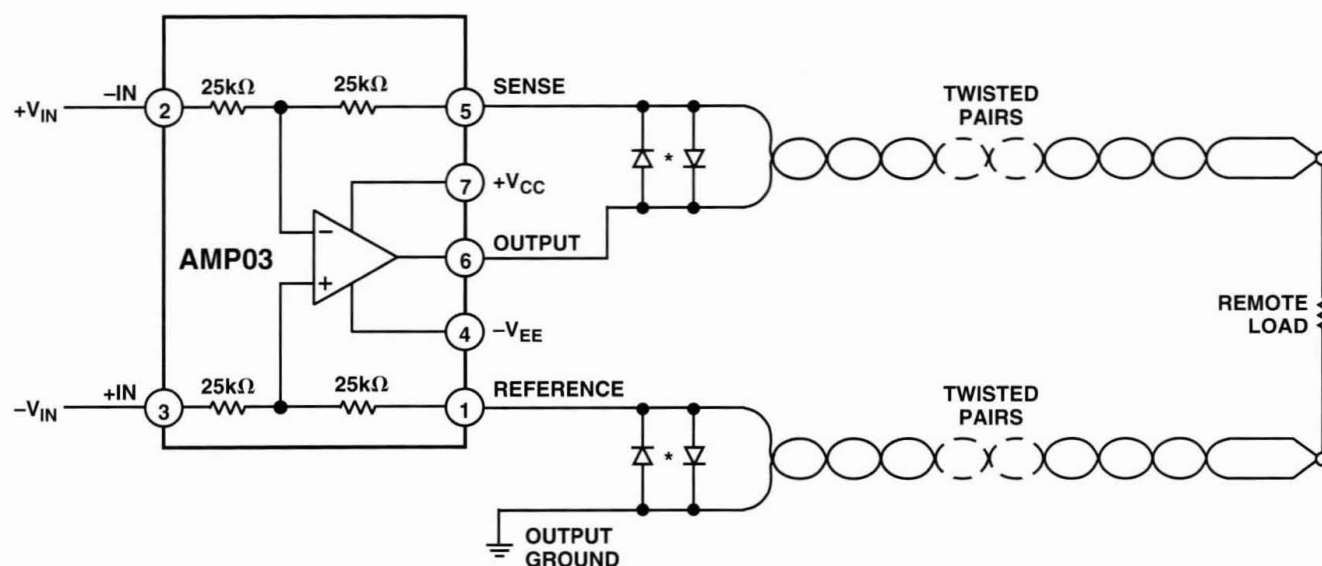 25kΩ 25kΩ SENSE
–IN
+V_IN
2
5
TWISTED
PAIRS
*
7 +V_CC
–
AMP03
OUTPUT
6
+
REMOTE
LOAD
4 –V_EE
25kΩ 25kΩ REFERENCE
+IN
–V_IN
3
1
TWISTED
PAIRS
*
OUTPUT
GROUND